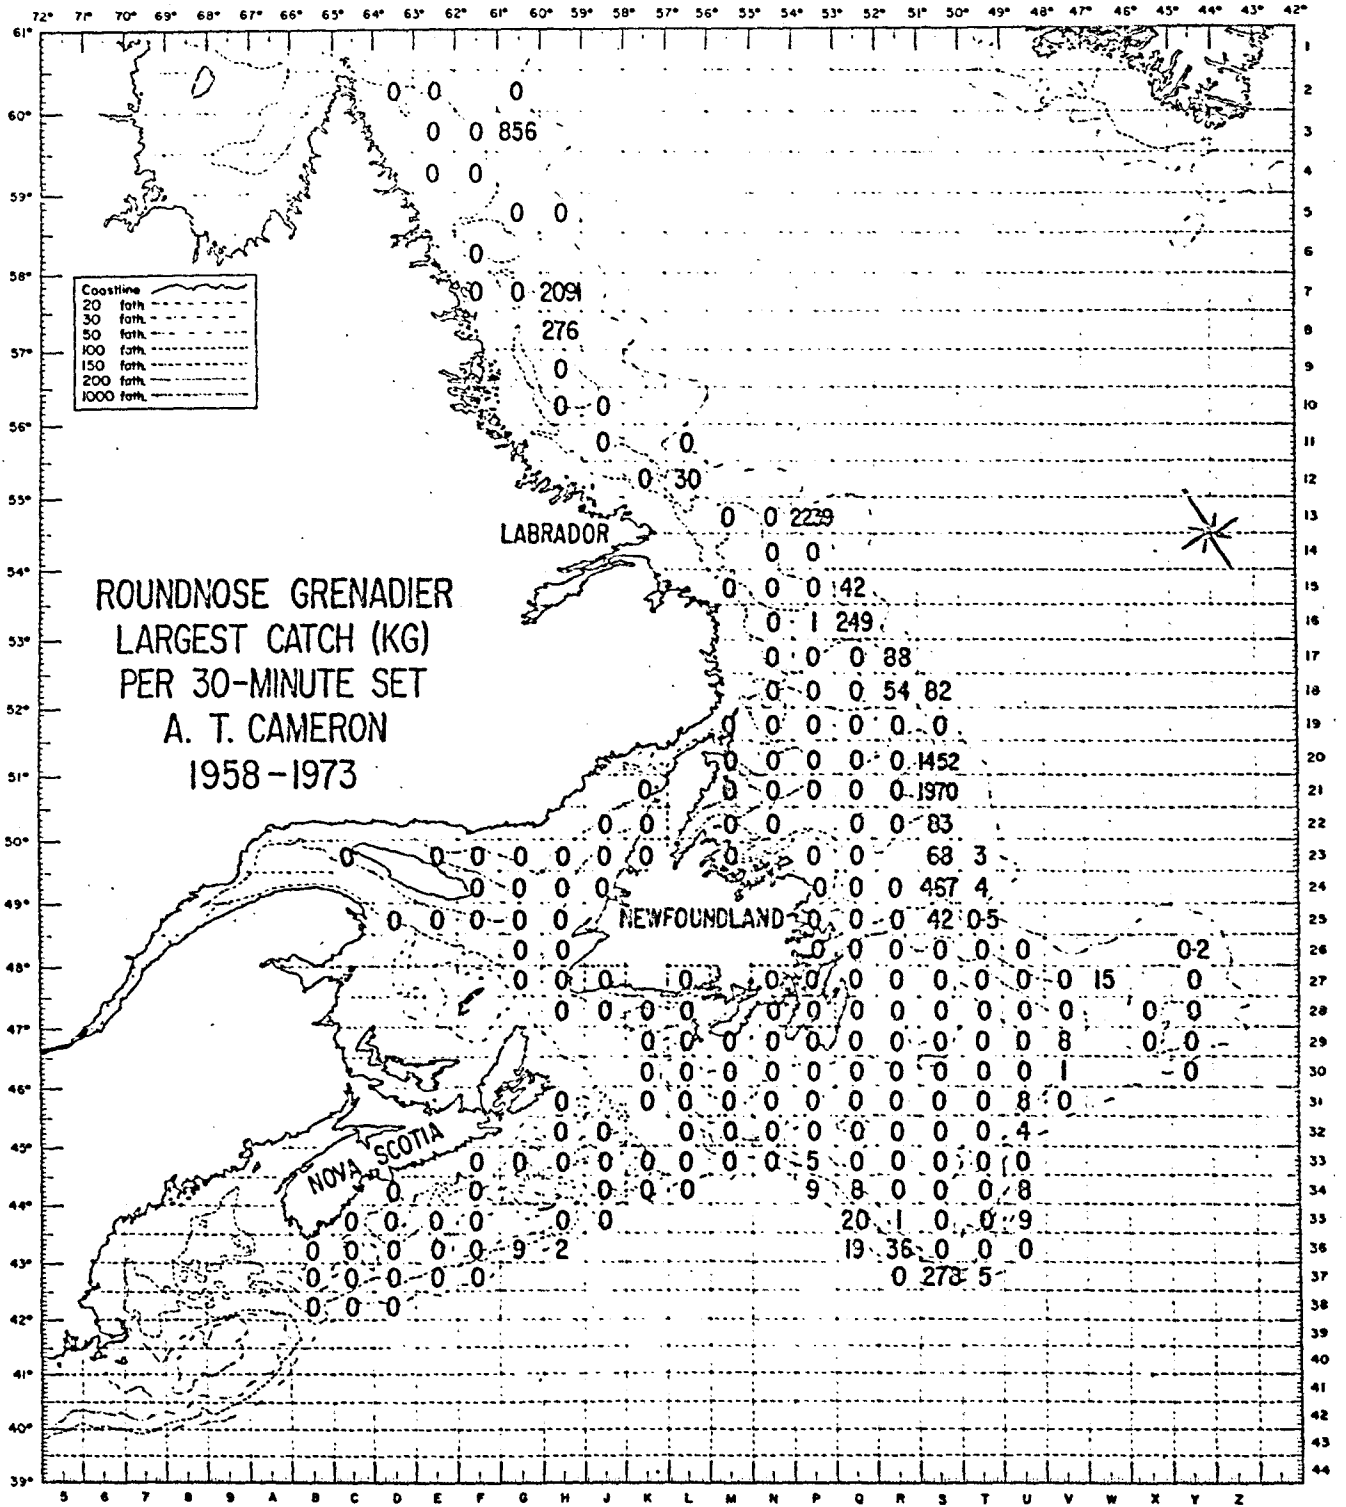 72° 71° 70° 69° 68° 67° 66° 65° 64° 63° 62° 61° 60° 59° 58° 57° 56° 55° 54° 53° 52° 51° 50° 49° 48° 47° 46° 45° 44° 43° 42°
61° 1
0 0 0 2
60° 0 0 856 3
0 0 4
59° 0 0 5
0 6
58°
Coastline
20 fath.
30 fath.
50 fath.
100 fath.
150 fath.
200 fath.
1000 fath.
0 0 2091 7
276 8
57° 0 9
0 0 10
56° 0 0 11
0 30 12
55° 0 0 2239 13
LABRADOR
0 0 14
54° 0 0 0 42 15
ROUNDNOSE GRENADIER
LARGEST CATCH (KG)
PER 30-MINUTE SET
A. T. CAMERON
1958-1973
53° 0 1 249 16
0 0 0 88 17
0 0 0 54 82 18
52° 0 0 0 0 0 0 19
0 0 0 0 0 1452 20
51° 0 0 0 0 0 0 1970 21
0 0 0 0 0 0 83 22
50° 0 0 0 0 0 0 0 0 0 0 68 3 23
0 0 0 0 0 0 0 467 4 24
49° 0 0 0 0 0 NEWFOUNDLAND 0 0 0 42 0·5 25
0 0 0 0 0 0 0 0 0·2 26
48° 0 0 0 0 0 0 0 0 0 0 0 0 15 0 27
0 0 0 0 0 0 0 0 0 0 0 0 0 0 0 28
47° 0 0 0 0 0 0 0 0 0 0 8 0 0 29
0 0 0 0 0 0 0 0 0 0 1 0 30
46° 0 0 0 0 0 0 0 0 0 0 8 0 31
0 0 0 0 0 0 0 0 0 0 4 32
45° NOVA SCOTIA
0 0 0 0 0 0 0 0 5 0 0 0 0 0 33
0 0 0 0 0 9 8 0 0 0 8 34
44° 0 0 0 0 0 0 20 1 0 0 9 35
0 0 0 0 0 9 2 19 36 0 0 0 36
43° 0 0 0 0 0 0 278 5 37
0 0 0 38
42° 39
40
41° 41
42
40° 43
39° 44
5 6 7 8 9 A B C D E F G H J K L M N P Q R S T U V W X Y Z